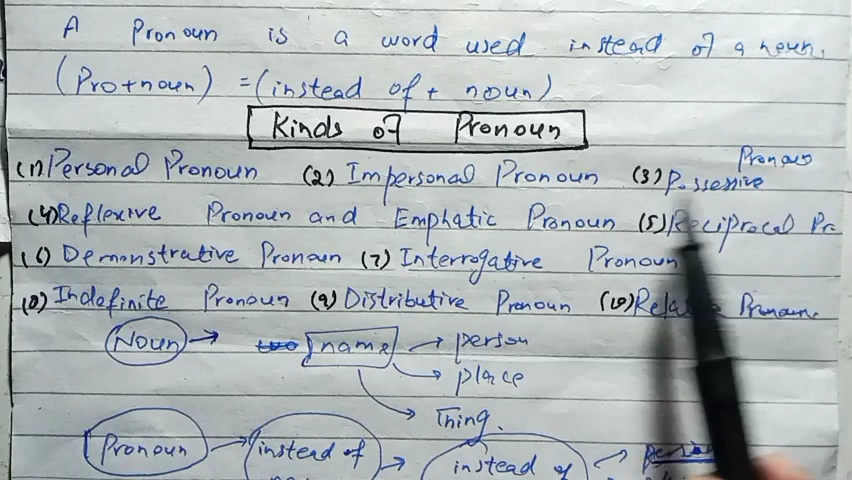 A Pronoun is a word used instead of a noun.
(Pro+noun) = (instead of + noun)
Kinds of Pronoun
(1) Personal Pronoun (2) Impersonal Pronoun (3) Possessive Pronoun
(4) Reflexive Pronoun and Emphatic Pronoun (5) Reciprocal Pr
(6) Demonstrative Pronoun (7) Interrogative Pronoun
(8) Indefinite Pronoun (9) Distributive Pronoun (10) Pronoun
Noun → name → person
→ place
→ Thing.
Pronoun → instead of → instead of →